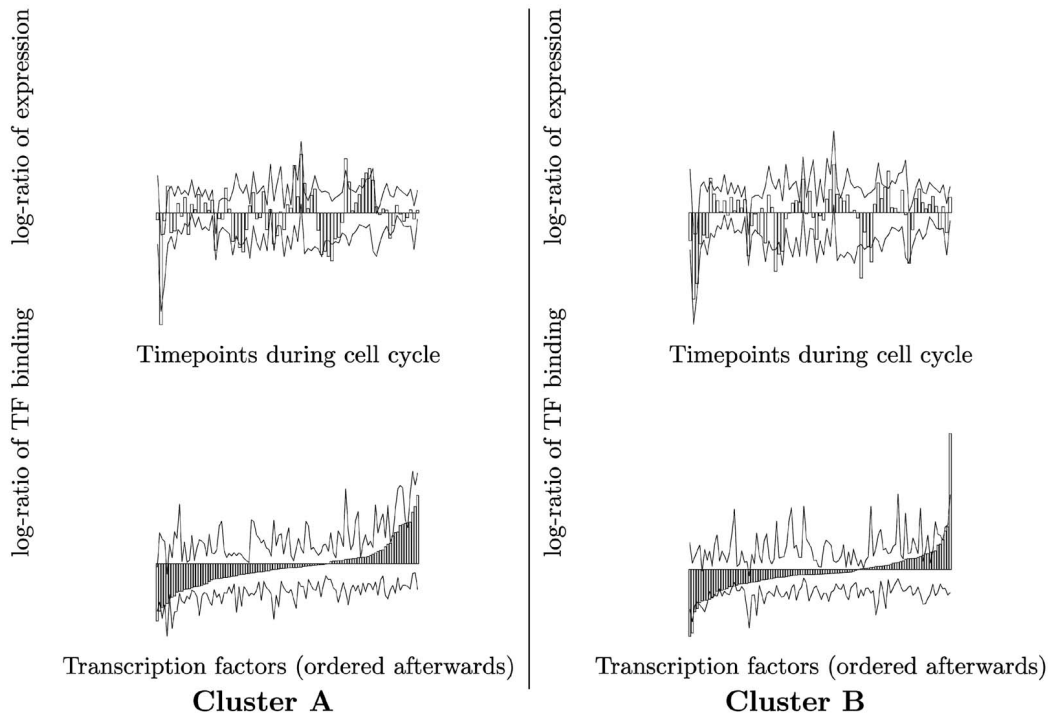 log-ratio of expression
Timepoints during cell cycle
log-ratio of TF binding
Transcription factors (ordered afterwards)
Cluster A
log-ratio of expression
Timepoints during cell cycle
log-ratio of TF binding
Transcription factors (ordered afterwards)
Cluster B